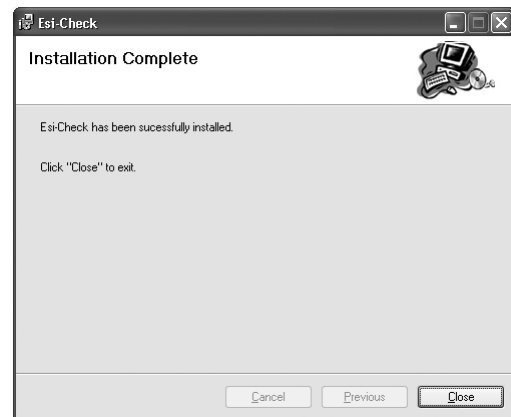 Esi-Check
Installation Complete
Esi-Check has been sucessfully installed.
Click "Close" to exit.
Cancel
Previous
Close